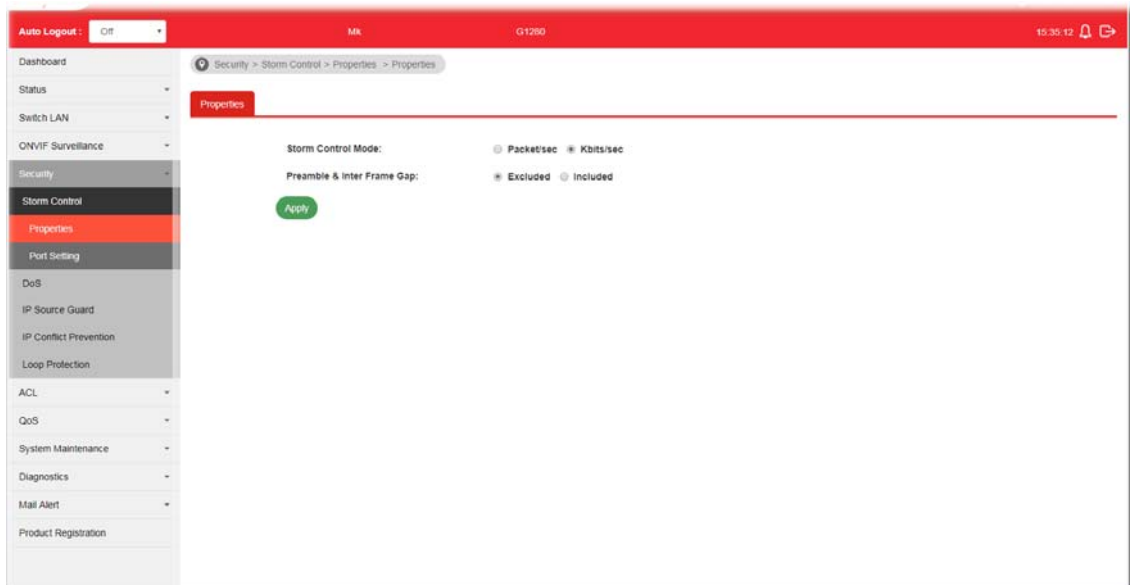 Auto Logout : Off Mk G1280 15:35:12
Dashboard
Security > Storm Control > Properties > Properties
Status
Properties
Switch LAN
ONVIF Surveillance
Storm Control Mode: Packet/sec Kbits/sec
Security
Preamble & Inter Frame Gap: Excluded Included
Storm Control
Apply
Properties
Port Setting
DoS
IP Source Guard
IP Conflict Prevention
Loop Protection
ACL
QoS
System Maintenance
Diagnostics
Mail Alert
Product Registration